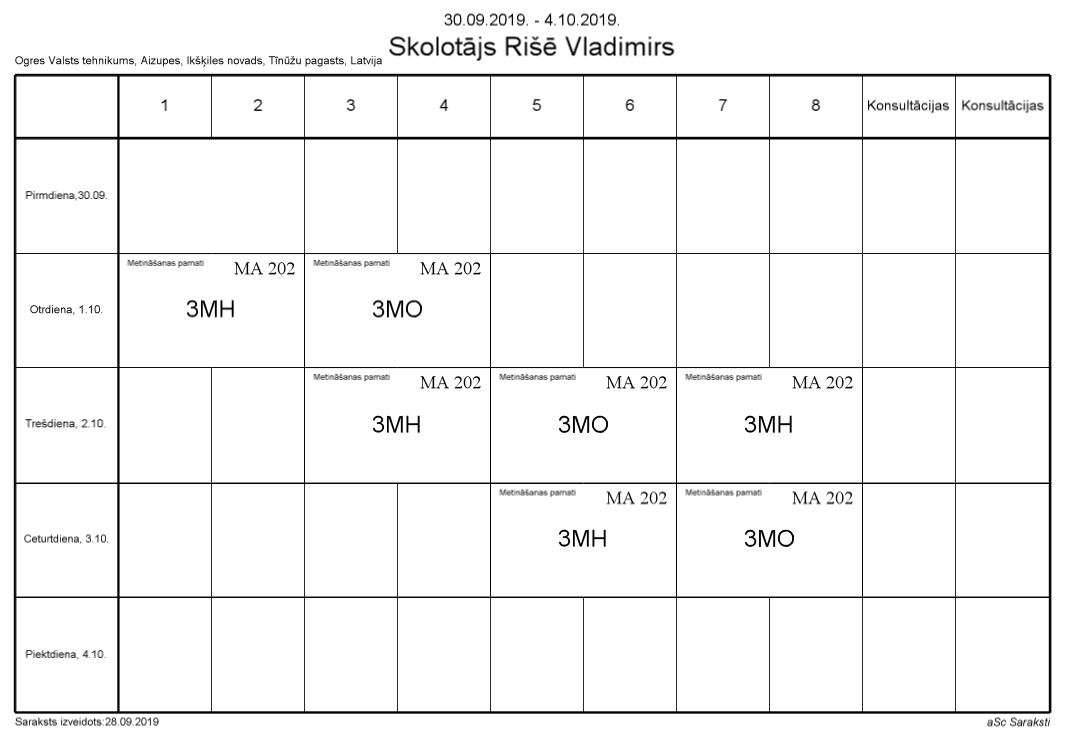 30.09.2019. - 4.10.2019.
Skolotājs Rišē Vladimirs
Ogres Valsts tehnikums, Aizupes, Ikšķiles novads, Tīnūžu pagasts, Latvija
1 2 3 4 5 6 7 8 Konsultācijas Konsultācijas
Pirmdiena,30.09.
Metināšanas pamati MA 202 Metināšanas pamati MA 202
Otrdiena, 1.10. 3MH 3MO
Metināšanas pamati MA 202 Metināšanas pamati MA 202 Metināšanas pamati MA 202
Trešdiena, 2.10. 3MH 3MO 3MH
Metināšanas pamati MA 202 Metināšanas pamati MA 202
Ceturtdiena, 3.10. 3MH 3MO
Piektdiena, 4.10.
Saraksts izveidots:28.09.2019 aSc Saraksti